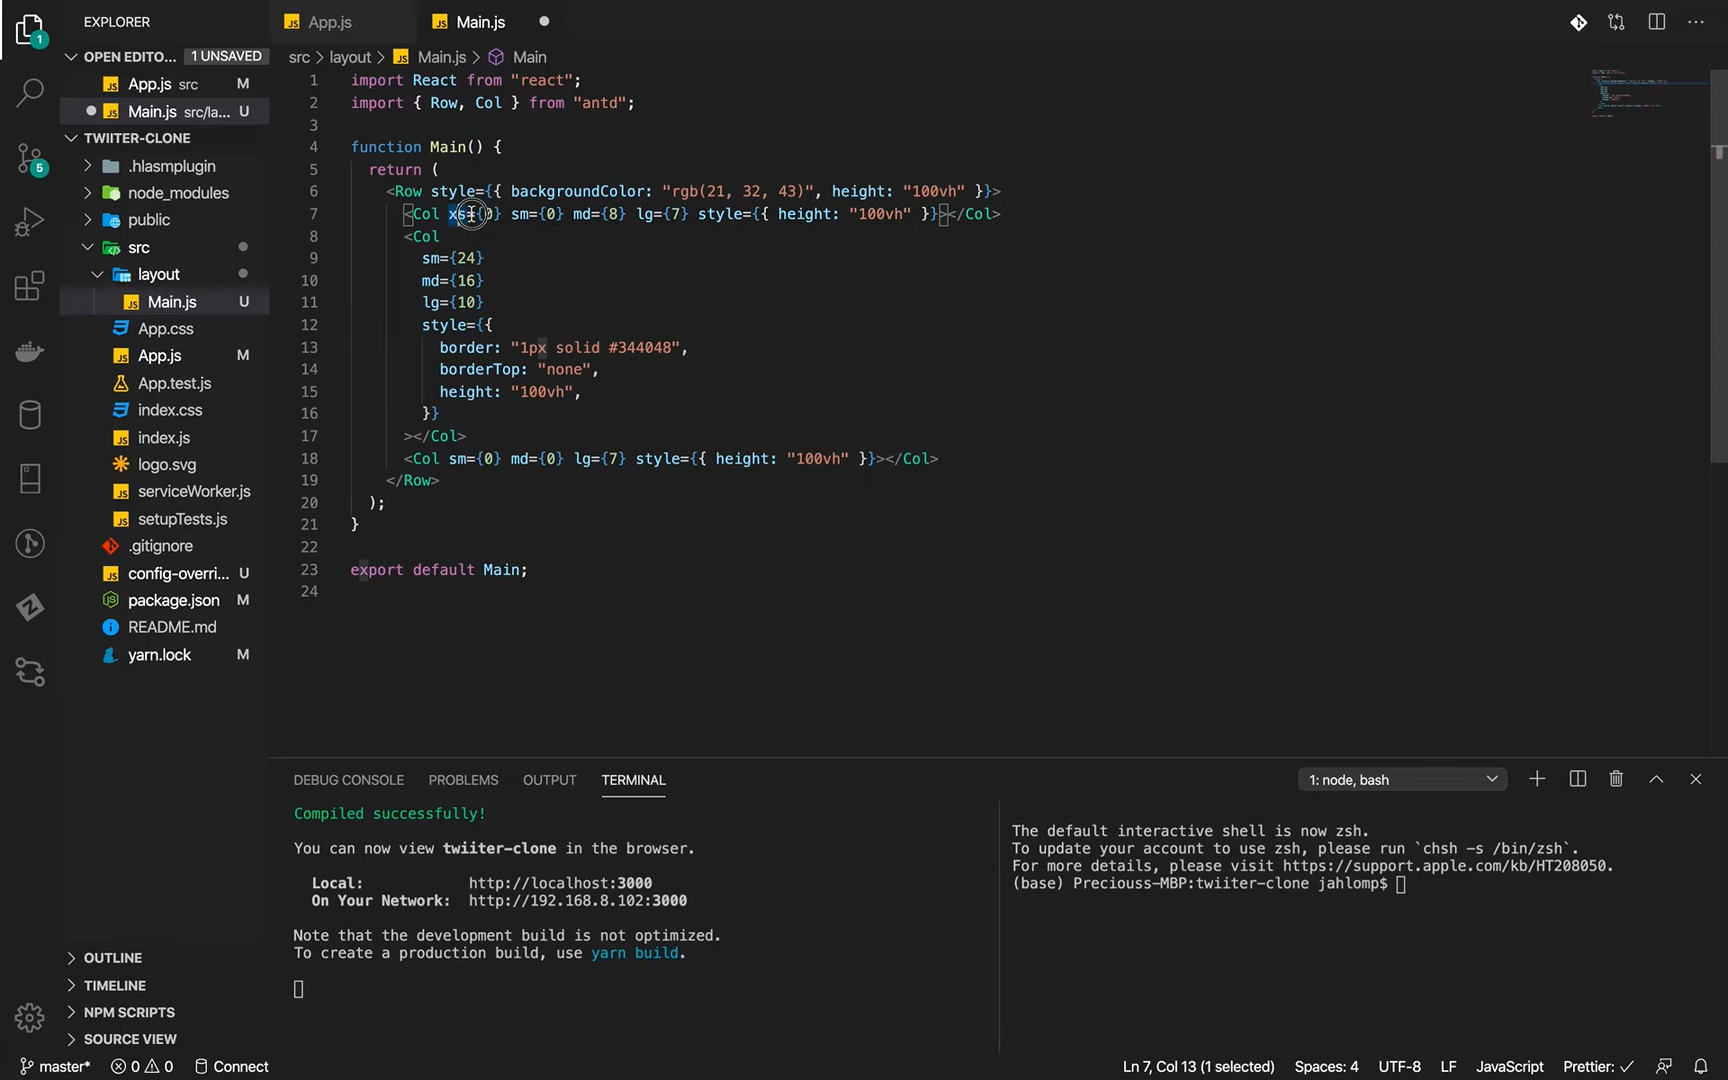 EXPLORER
App.js
Main.js
OPEN EDITO... 1 UNSAVED
App.js src M
Main.js src/la... U
TWIITER-CLONE
.hlasmplugin
node_modules
public
src
layout
Main.js U
App.css
App.js M
App.test.js
index.css
index.js
logo.svg
serviceWorker.js
setupTests.js
.gitignore
config-overri... U
package.json M
README.md
yarn.lock M
OUTLINE
TIMELINE
NPM SCRIPTS
SOURCE VIEW
1
5
src > layout > Main.js > Main
1 import React from "react";
2 import { Row, Col } from "antd";
3
4 function Main() {
5 return (
6 <Row style={{ backgroundColor: "rgb(21, 32, 43)", height: "100vh" }}>
7 <Col xs={0} sm={0} md={8} lg={7} style={{ height: "100vh" }}></Col>
8 <Col
9 sm={24}
10 md={16}
11 lg={10}
12 style={{
13 border: "1px solid #344048",
14 borderTop: "none",
15 height: "100vh",
16 }}
17 ></Col>
18 <Col sm={0} md={0} lg={7} style={{ height: "100vh" }}></Col>
19 </Row>
20 );
21 }
22
23 export default Main;
24
DEBUG CONSOLE PROBLEMS OUTPUT TERMINAL
1: node, bash
Compiled successfully!
You can now view twiiter-clone in the browser.
Local: http://localhost:3000
On Your Network: http://192.168.8.102:3000
Note that the development build is not optimized.
To create a production build, use yarn build.
The default interactive shell is now zsh.
To update your account to use zsh, please run `chsh -s /bin/zsh`.
For more details, please visit https://support.apple.com/kb/HT208050.
(base) Preciouss-MBP:twiiter-clone jahlomp$
master* 0 0 Connect
Ln 7, Col 13 (1 selected) Spaces: 4 UTF-8 LF JavaScript Prettier: ✓